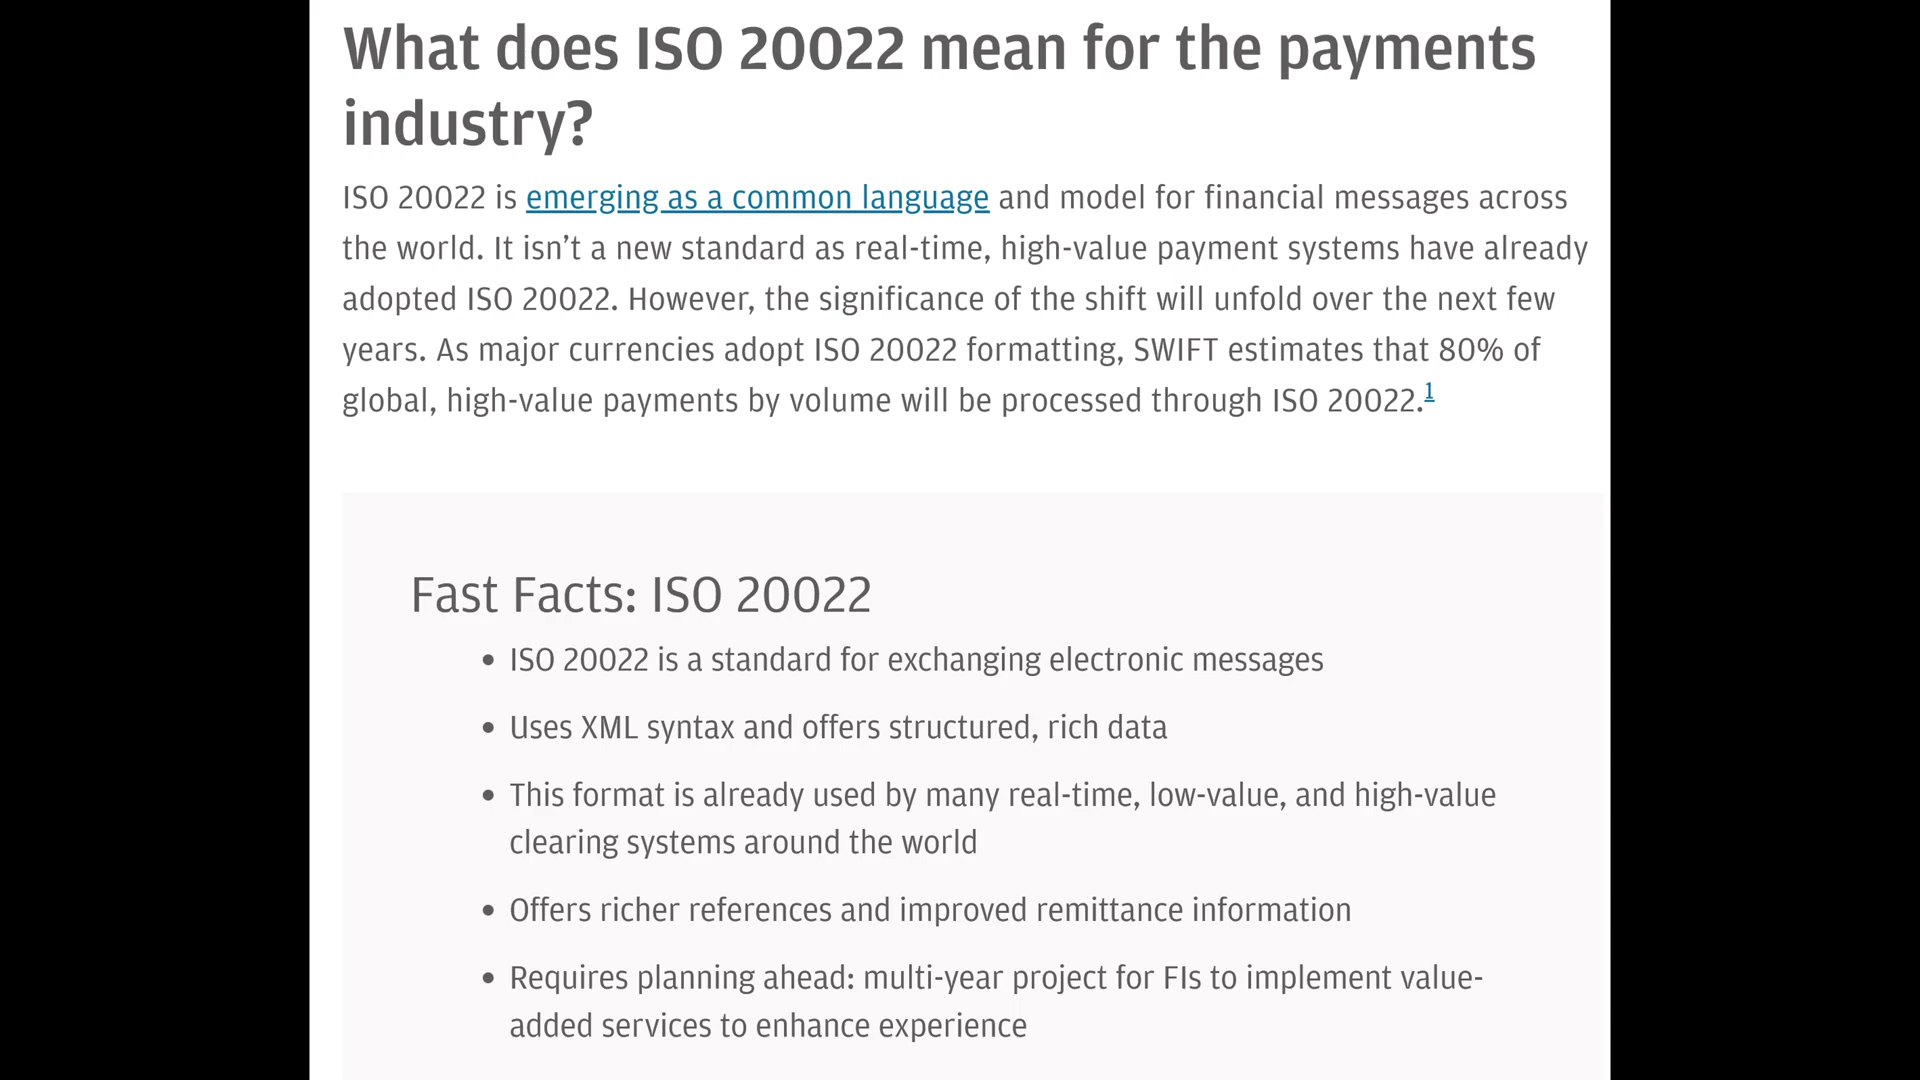 What does ISO 20022 mean for the payments
industry?
ISO 20022 is emerging as a common language and model for financial messages across
the world. It isn’t a new standard as real-time, high-value payment systems have already
adopted ISO 20022. However, the significance of the shift will unfold over the next few
years. As major currencies adopt ISO 20022 formatting, SWIFT estimates that 80% of
global, high-value payments by volume will be processed through ISO 20022.1
Fast Facts: ISO 20022
• ISO 20022 is a standard for exchanging electronic messages
• Uses XML syntax and offers structured, rich data
• This format is already used by many real-time, low-value, and high-value
clearing systems around the world
• Offers richer references and improved remittance information
• Requires planning ahead: multi-year project for FIs to implement value-
added services to enhance experience